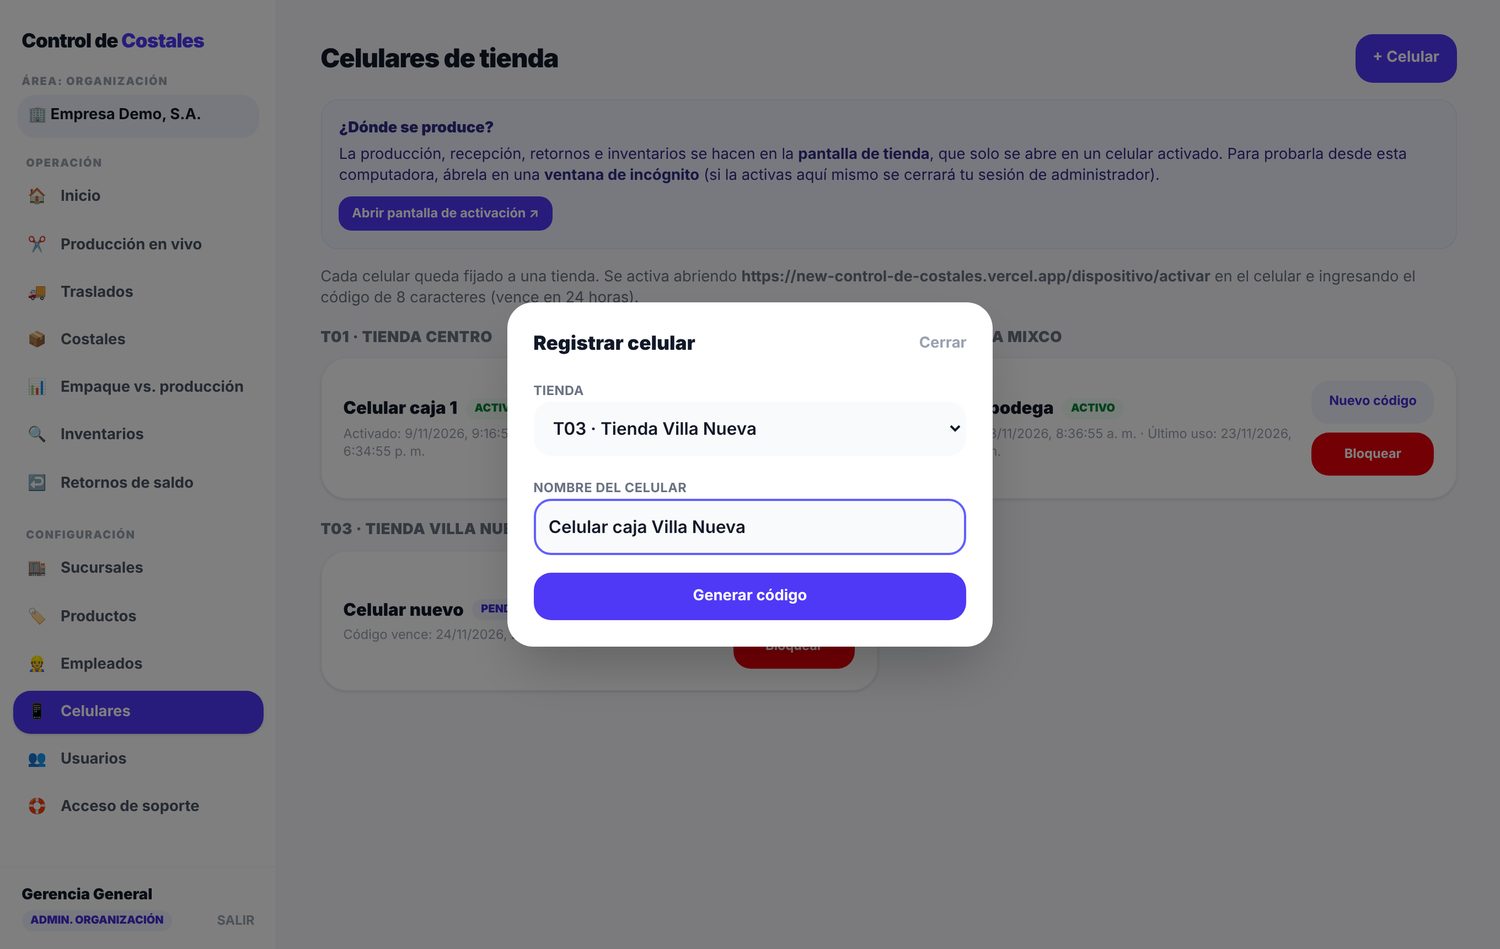 Control de Costales
ÁREA: ORGANIZACIÓN
Empresa Demo, S.A.
OPERACIÓN
Inicio
Producción en vivo
Traslados
Costales
Empaque vs. producción
Inventarios
Retornos de saldo
CONFIGURACIÓN
Sucursales
Productos
Empleados
Celulares
Usuarios
Acceso de soporte
Gerencia General
ADMIN. ORGANIZACIÓN
SALIR
Celulares de tienda
+ Celular
¿Dónde se produce?
La producción, recepción, retornos e inventarios se hacen en la pantalla de tienda, que solo se abre en un celular activado. Para probarla desde esta
computadora, ábrela en una ventana de incógnito (si la activas aquí mismo se cerrará tu sesión de administrador).
Abrir pantalla de activación ↗
Cada celular queda fijado a una tienda. Se activa abriendo https://new-control-de-costales.vercel.app/dispositivo/activar en el celular e ingresando el
código de 8 caracteres (vence en 24 horas).
T01 · TIENDA CENTRO
A MIXCO
Celular caja 1
Activado: 9/11/2026, 9:16:5
6:34:55 p. m.
bodega ACTIVO
/11/2026, 8:36:55 a. m. · Último uso: 23/11/2026,
Nuevo código
Bloquear
T03 · TIENDA VILLA NUE
Celular nuevo
Código vence: 24/11/2026,
Bloquear
Registrar celular
Cerrar
TIENDA
T03 · Tienda Villa Nueva
NOMBRE DEL CELULAR
Celular caja Villa Nueva
Generar código